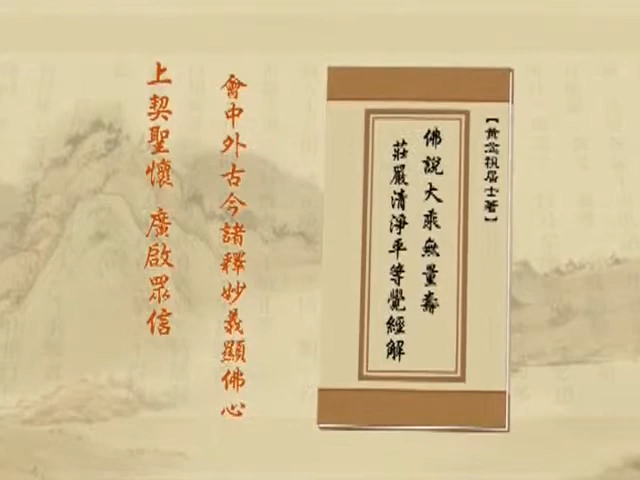 【黃念祖居士著】
佛說大乘無量壽
莊嚴清淨平等覺經解
會中外古今諸釋妙義顯佛心
上契聖懷 廣啟眾信